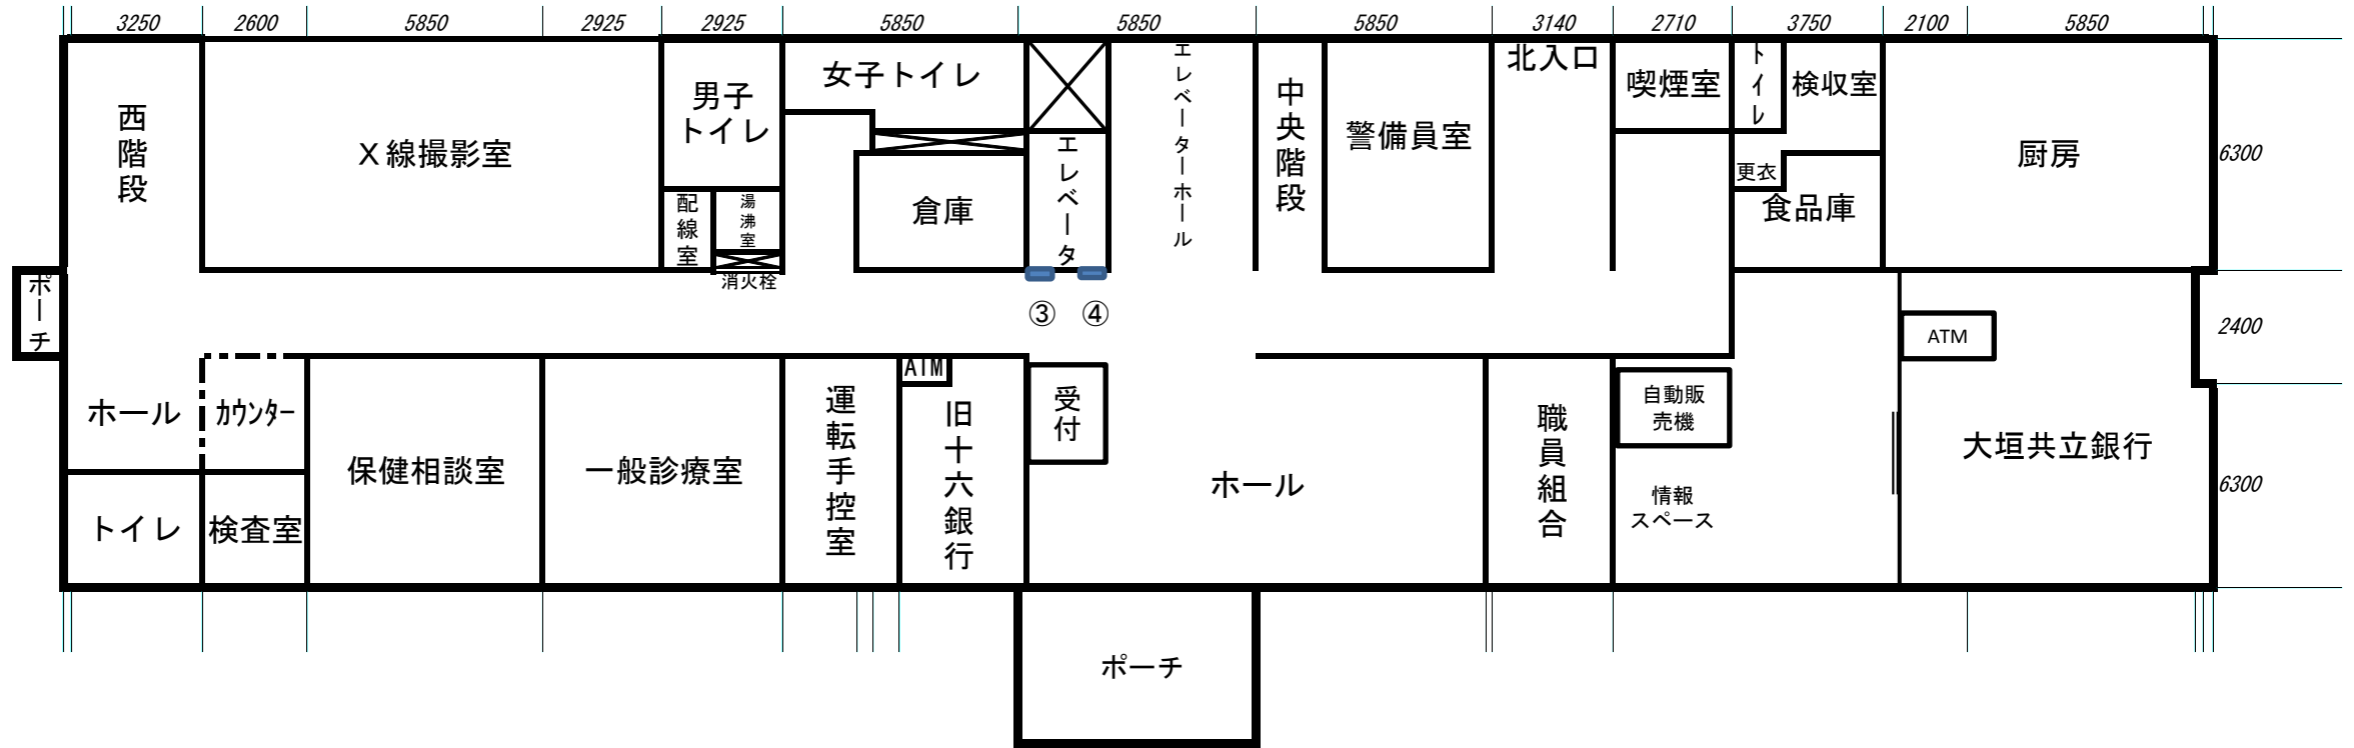 3250 2600 5850 2925 2925 5850 5850 5850 3140 2710 3750 2100 5850
西階段
X線撮影室
男子
トイレ
女子トイレ
配線室
湯沸室
消火栓
倉庫
エレベータ
エレベーターホール
中央階段
警備員室
北入口
喫煙室
トイレ
検収室
更衣
食品庫
厨房
6300
ポーチ
③ ④
2400
ホール
カウンター
トイレ
検査室
保健相談室
一般診療室
運転手控室
ATM
旧十六銀行
受付
ホール
職員組合
自動販
売機
情報
スペース
ATM
大垣共立銀行
6300
ポーチ